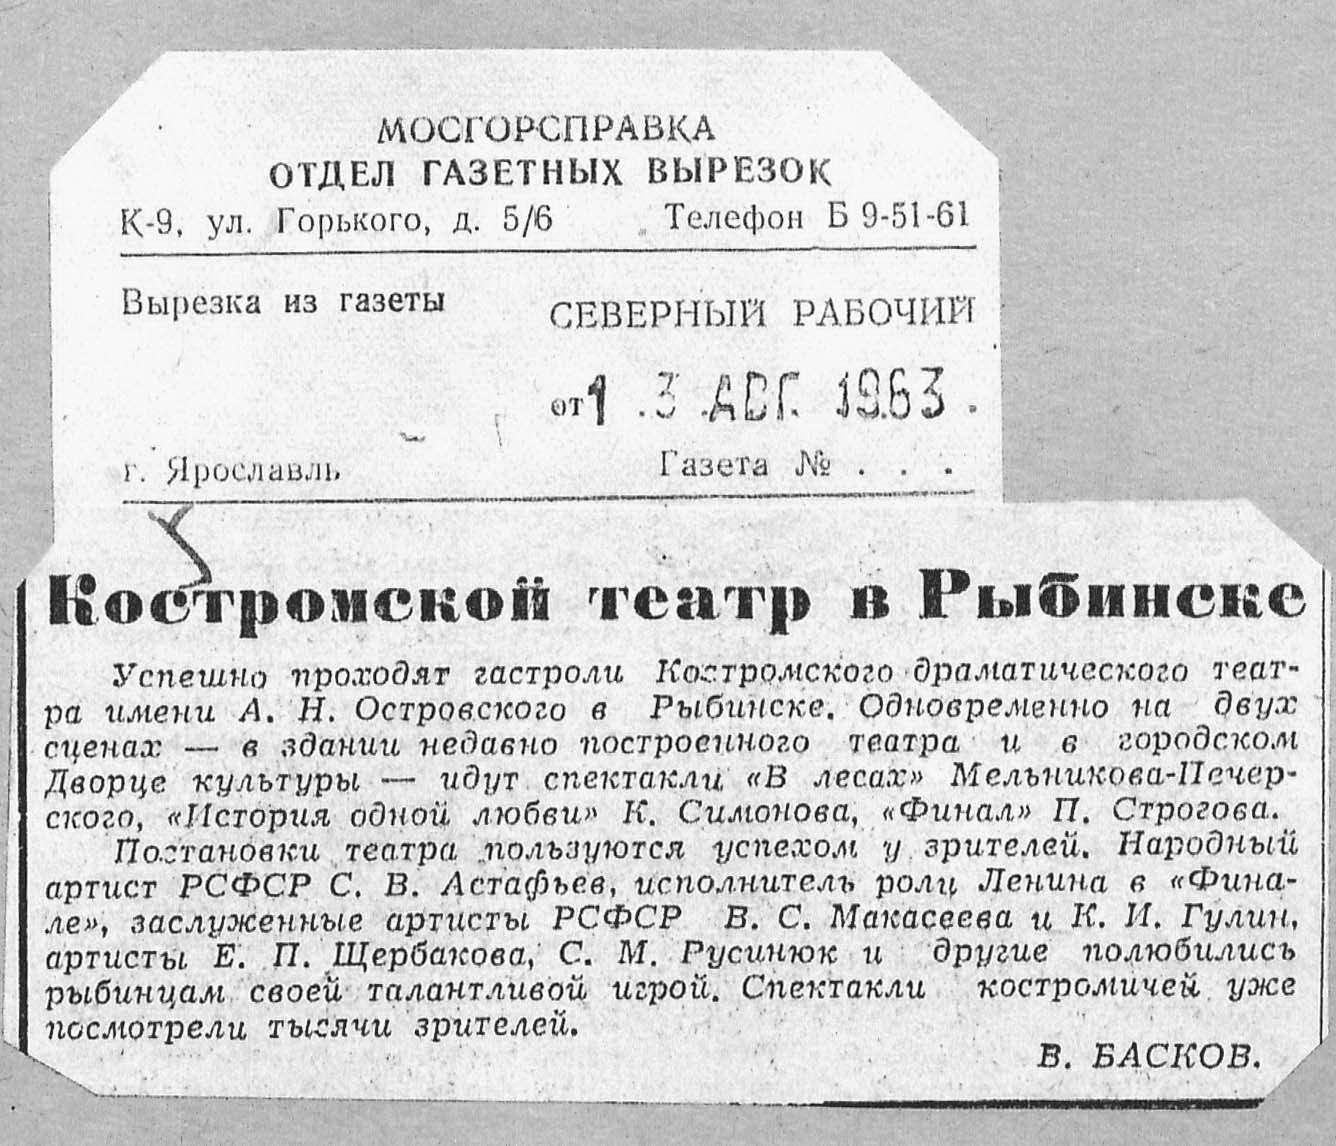 МОСГОРСПРАВКА
ОТДЕЛ ГАЗЕТНЫХ ВЫРЕЗОК
К-9, ул. Горького, д. 5/6 Телефон Б 9-51-61
Вырезка из газеты
СЕВЕРНЫЙ РАБОЧИЙ
от 1 3 АВГ. 1963 .
г. Ярославль Газета № . . .
Костромской театр в Рыбинске
Успешно проходят гастроли Костромского драматического теат-
ра имени А. Н. Островского в Рыбинске. Одновременно на двух
сценах — в здании недавно построенного театра и в городском
Дворце культуры — идут спектакли «В лесах» Мельникова-Печер-
ского, «История одной любви» К. Симонова, «Финал» П. Строгова.
Постановки театра пользуются успехом у зрителей. Народный
артист РСФСР С. В. Астафьев, исполнитель роли Ленина в «Фина-
ле», заслуженные артисты РСФСР В. С. Макасеева и К. И. Гулин,
артисты Е. П. Щербакова, С. М. Русинюк и другие полюбились
рыбинцам своей талантливой игрой. Спектакли костромичей уже
посмотрели тысячи зрителей.
В. БАСКОВ.